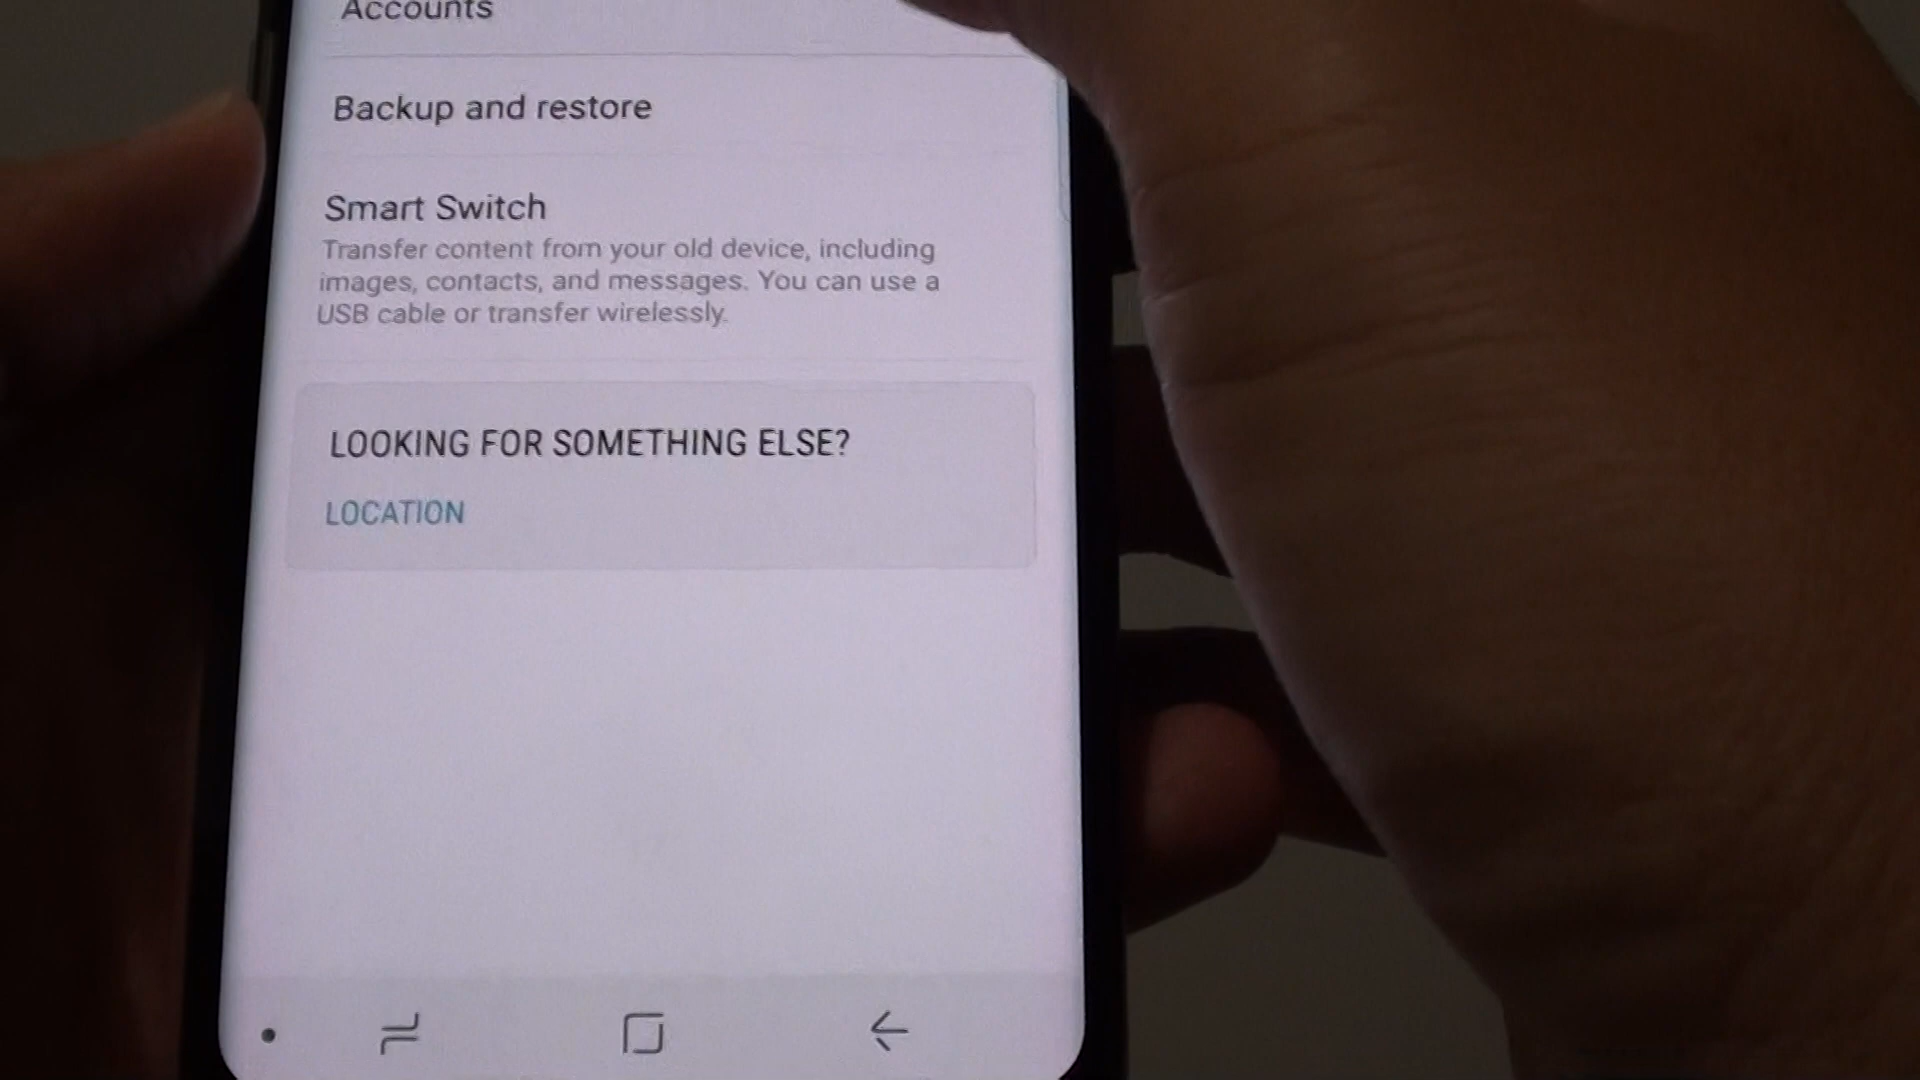 Accounts
Backup and restore
Smart Switch
Transfer content from your old device, including
images, contacts, and messages. You can use a
USB cable or transfer wirelessly.
LOOKING FOR SOMETHING ELSE?
LOCATION